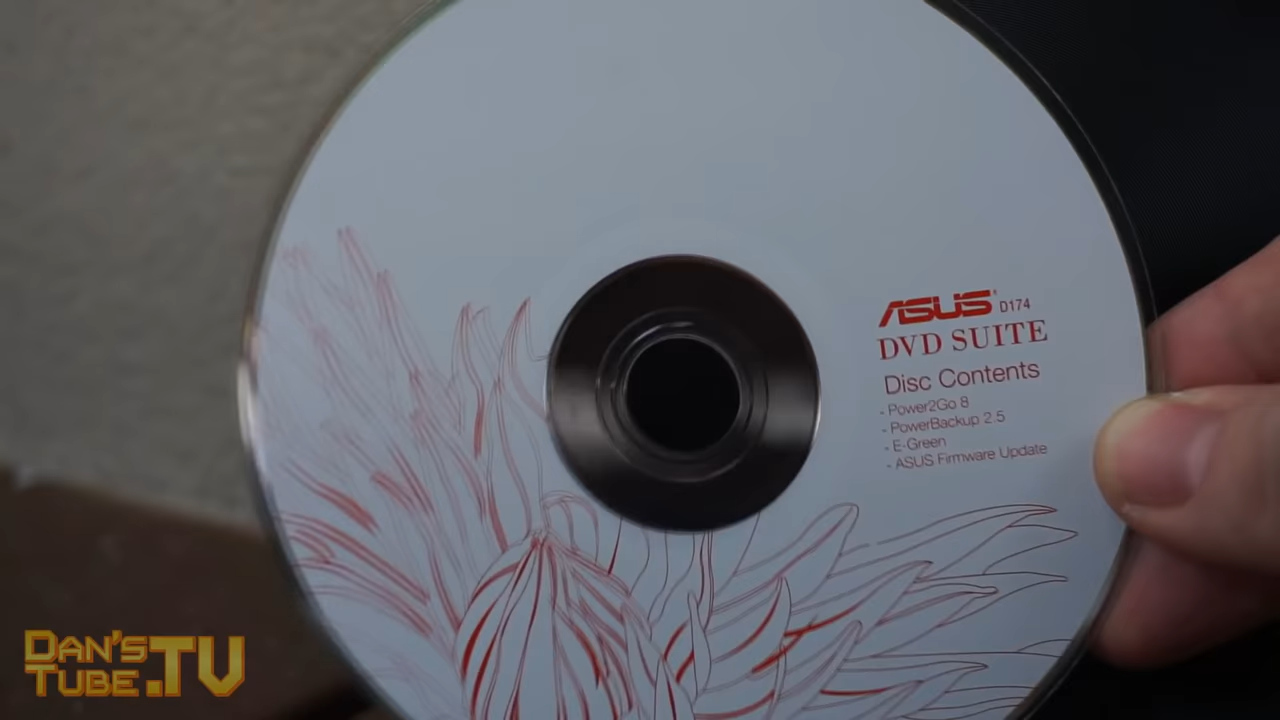 ASUS® D174
DVD SUITE
Disc Contents
- Power2Go 8
- PowerBackup 2.5
- E-Green
- ASUS Firmware Update
DAN'S
TUBE.TV